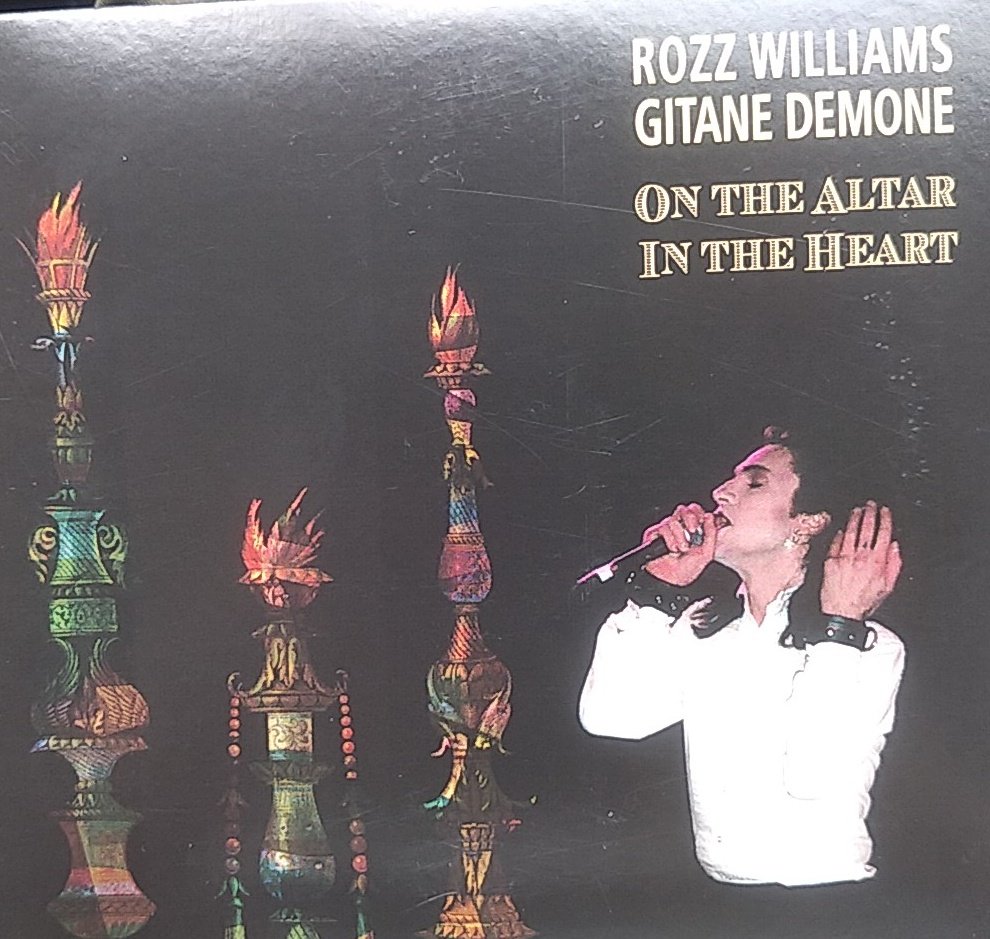 ROZZ WILLIAMS
GITANE DEMONE
ON THE ALTAR
IN THE HEART